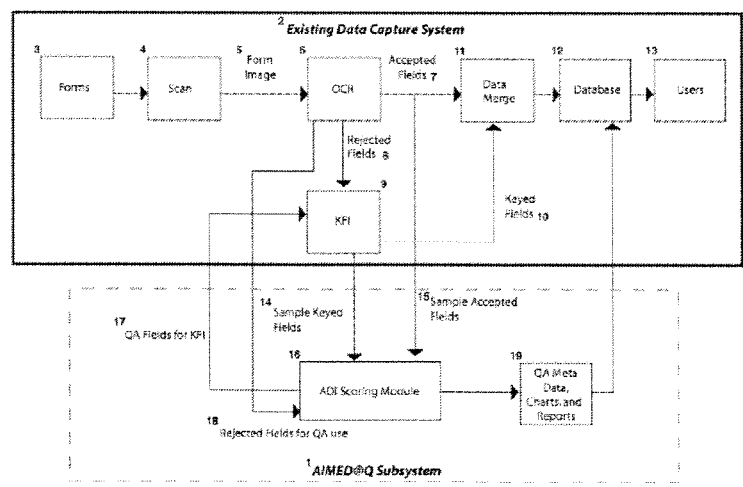 2 Existing Data Capture System
3 4 5 Form Image 6 Accepted Fields 7 11 12 13
Forms Scan OCR Data Merge Database Users
Rejected Fields 8
9
KFI
Keyed Fields 10
14 Sample Keyed Fields
15 Sample Accepted Fields
17 QA Fields for KFI
16
ADI Scoring Module
19
QA Meta Data, Charts and Reports
18 Rejected Fields for QA use
1 AIMED@Q Subsystem